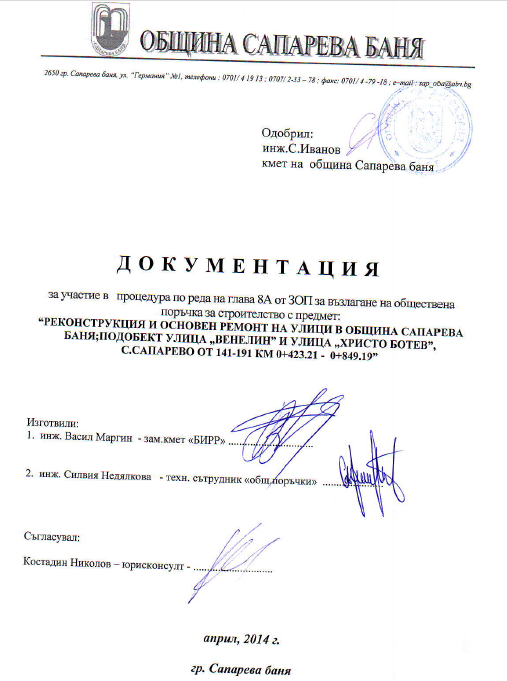 ОБЩИНА САПАРЕВА БАНЯ
2650 гр. Сапарева баня, ул. “Германия” №1, телефони : 0701/ 4 19 13 : 0707/ 2-33 – 78 : факс: 0701/ 4 -79 -18 ; e-mail : sap_oba@abv.bg
Одобрил:
инж.С.Иванов
кмет на община Сапарева баня
Д О К У М Е Н Т А Ц И Я
за участие в процедура по реда на глава 8А от ЗОП за възлагане на обществена
поръчка за строителство с предмет:
“РЕКОНСТРУКЦИЯ И ОСНОВЕН РЕМОНТ НА УЛИЦИ В ОБЩИНА САПАРЕВА
БАНЯ;ПОДОБЕКТ УЛИЦА „ВЕНЕЛИН” И УЛИЦА „ХРИСТО БОТЕВ”,
С.САПАРЕВО ОТ 141-191 КМ 0+423.21 - 0+849.19”
Изготвили:
1. инж. Васил Маргин - зам.кмет «БИРР» ........................
2. инж. Силвия Недялкова - техн. сътрудник «общ.поръчки» ..................
Съгласувал:
Костадин Николов – юрисконсулт - ......................
април, 2014 г.
гр. Сапарева баня